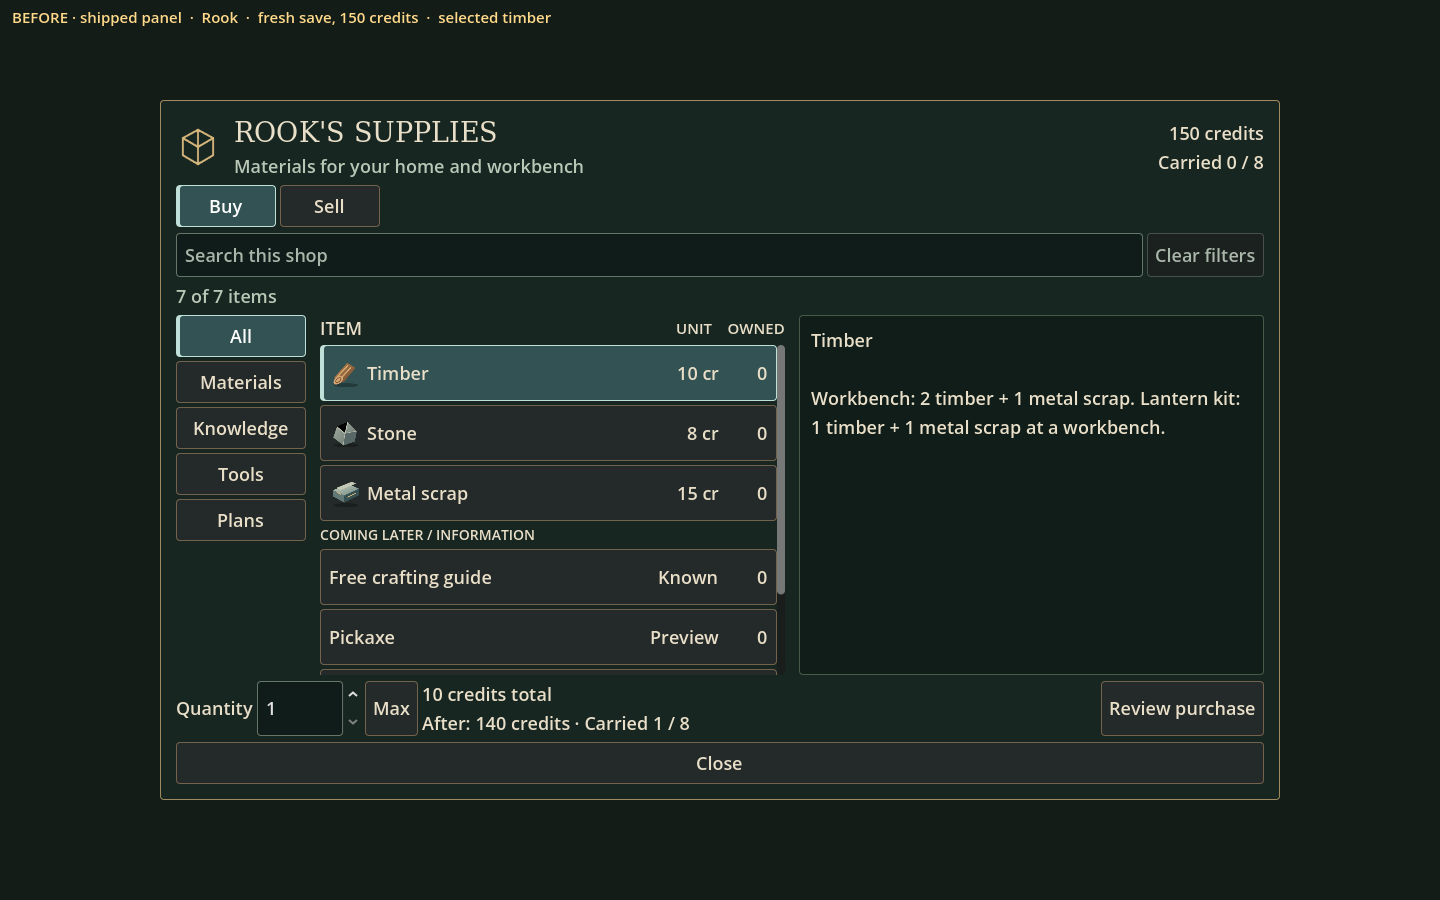 BEFORE · shipped panel · Rook · fresh save, 150 credits · selected timber
ROOK'S SUPPLIES
Materials for your home and workbench
150 credits
Carried 0 / 8
Buy
Sell
Search this shop
Clear filters
7 of 7 items
All
Materials
Knowledge
Tools
Plans
ITEM UNIT OWNED
Timber 10 cr 0
Stone 8 cr 0
Metal scrap 15 cr 0
COMING LATER / INFORMATION
Free crafting guide Known 0
Pickaxe Preview 0
Timber
Workbench: 2 timber + 1 metal scrap. Lantern kit:
1 timber + 1 metal scrap at a workbench.
Quantity 1 Max
10 credits total
After: 140 credits · Carried 1 / 8
Review purchase
Close